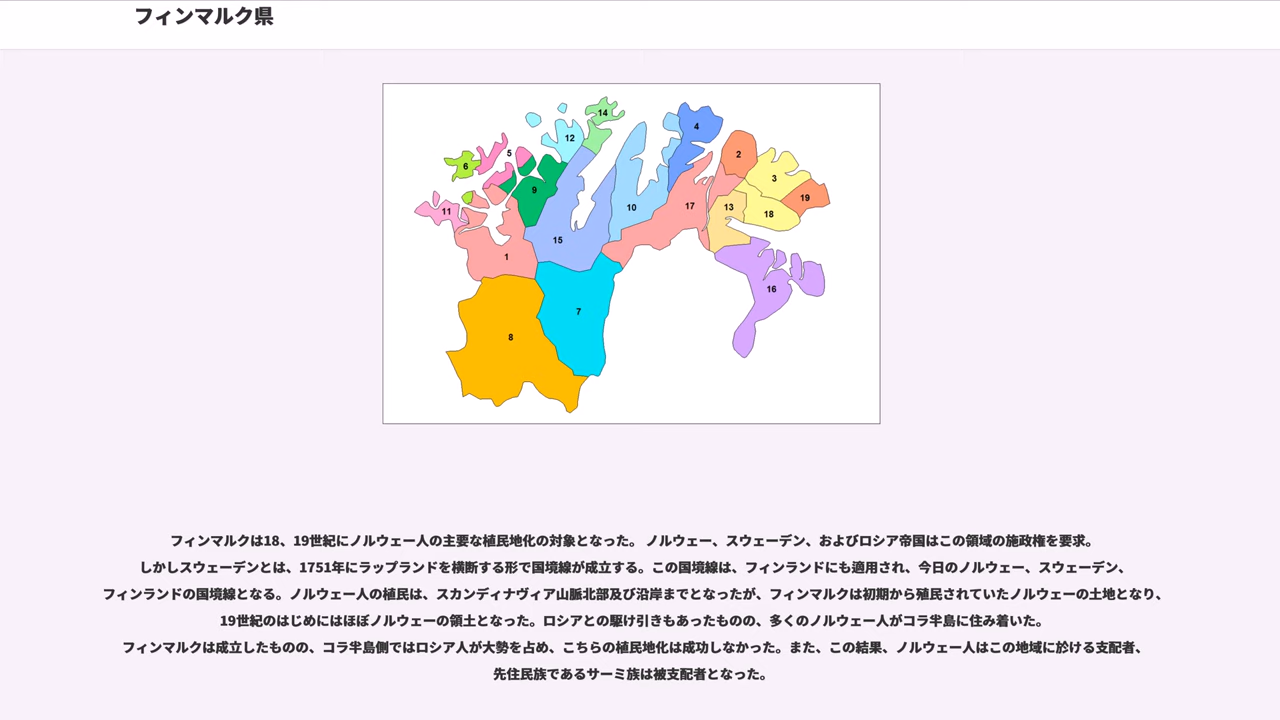 フィンマルク県
14
4
12
5
6
2
3
9
19
11
17
13
10
18
15
1
16
7
8
フィンマルクは18、19世紀にノルウェー人の主要な植民地化の対象となった。 ノルウェー、スウェーデン、およびロシア帝国はこの領域の施政権を要求。
しかしスウェーデンとは、1751年にラップランドを横断する形で国境線が成立する。この国境線は、フィンランドにも適用され、今日のノルウェー、スウェーデン、
フィンランドの国境線となる。ノルウェー人の植民は、スカンディナヴィア山脈北部及び沿岸までとなったが、フィンマルクは初期から殖民されていたノルウェーの土地となり、
19世紀のはじめにはほぼノルウェーの領土となった。ロシアとの駆け引きもあったものの、多くのノルウェー人がコラ半島に住み着いた。
フィンマルクは成立したものの、コラ半島側ではロシア人が大勢を占め、こちらの植民地化は成功しなかった。また、この結果、ノルウェー人はこの地域に於ける支配者、
先住民族であるサーミ族は被支配者となった。